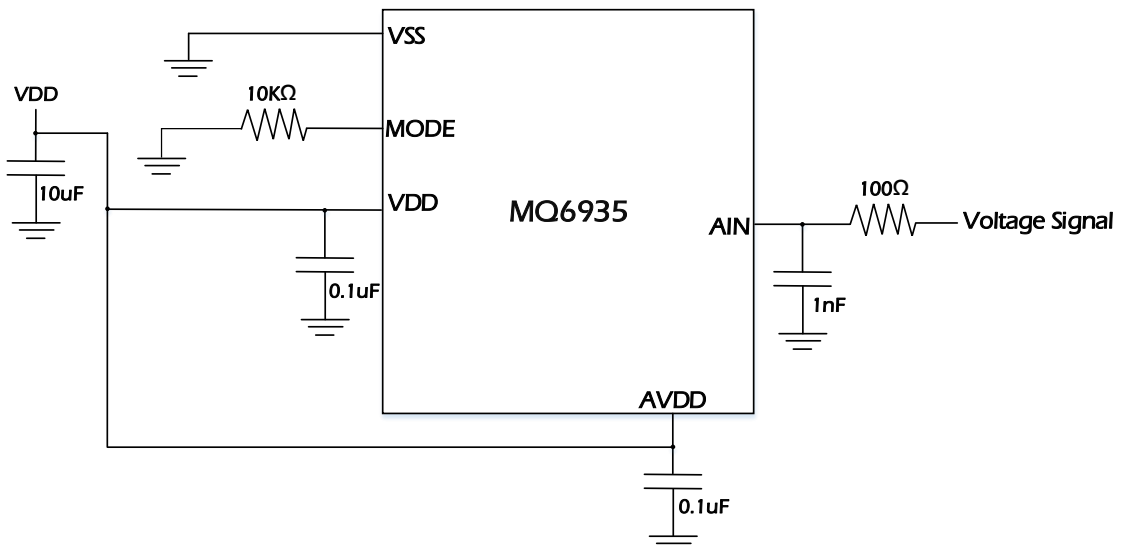 VSS
10KΩ
VDD
MODE
10uF
VDD
MQ6935
100Ω
AIN
Voltage Signal
0.1uF
1nF
AVDD
0.1uF